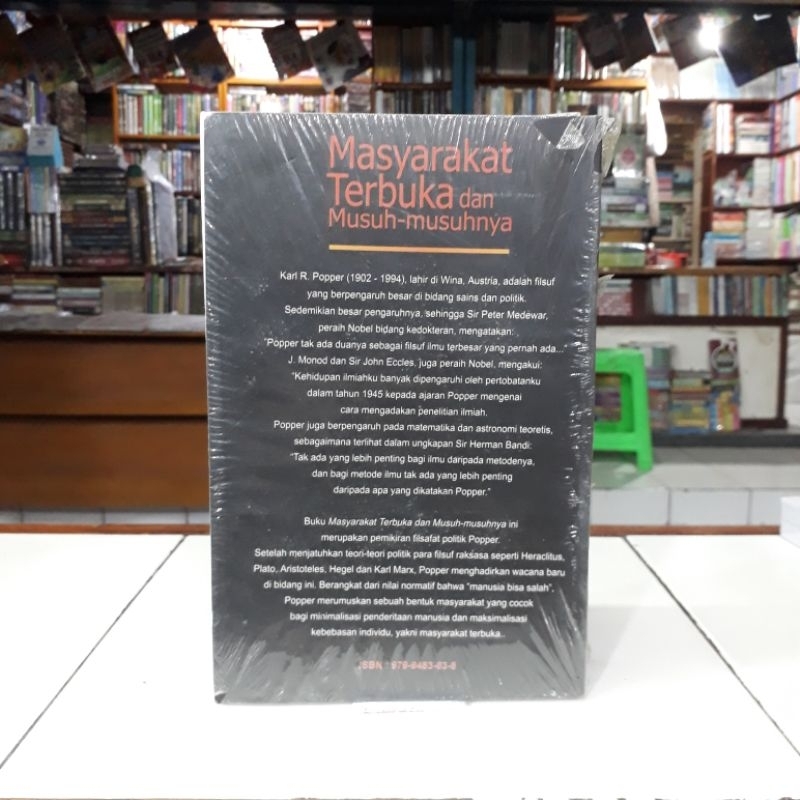 Masyarakat
Terbuka dan
Musuh-musuhnya
Karl R. Popper (1902 - 1994), lahir di Wina, Austria, adalah filsuf
yang berpengaruh besar di bidang sains dan politik.
Sedemikian besar pengaruhnya, sehingga Sir Peter Medewar,
peraih Nobel bidang kedokteran, mengatakan:
"Popper tak ada duanya sebagai filsuf ilmu terbesar yang pernah ada..."
J. Monod dan Sir John Eccles, juga peraih Nobel, mengakui:
"Kehidupan ilmiahku banyak dipengaruhi oleh pertobatanku
dalam tahun 1945 kepada ajaran Popper mengenai
cara mengadakan penelitian ilmiah.
Popper juga berpengaruh pada matematika dan astronomi teoretis,
sebagaimana terlihat dalam ungkapan Sir Herman Bandi:
"Tak ada yang lebih penting bagi ilmu daripada metodenya,
dan bagi metode ilmu tak ada yang lebih penting
daripada apa yang dikatakan Popper."
Buku Masyarakat Terbuka dan Musuh-musuhnya ini
merupakan pemikiran filsafat politik Popper.
Setelah menjatuhkan teori-teori politik para filsuf raksasa seperti Heraclitus,
Plato, Aristoteles, Hegel dan Karl Marx, Popper menghadirkan wacana baru
di bidang ini. Berangkat dari nilai normatif bahwa "manusia bisa salah",
Popper merumuskan sebuah bentuk masyarakat yang cocok
bagi minimalisasi penderitaan manusia dan maksimalisasi
kebebasan individu, yakni masyarakat terbuka.
ISBN : 979-9483-63-6